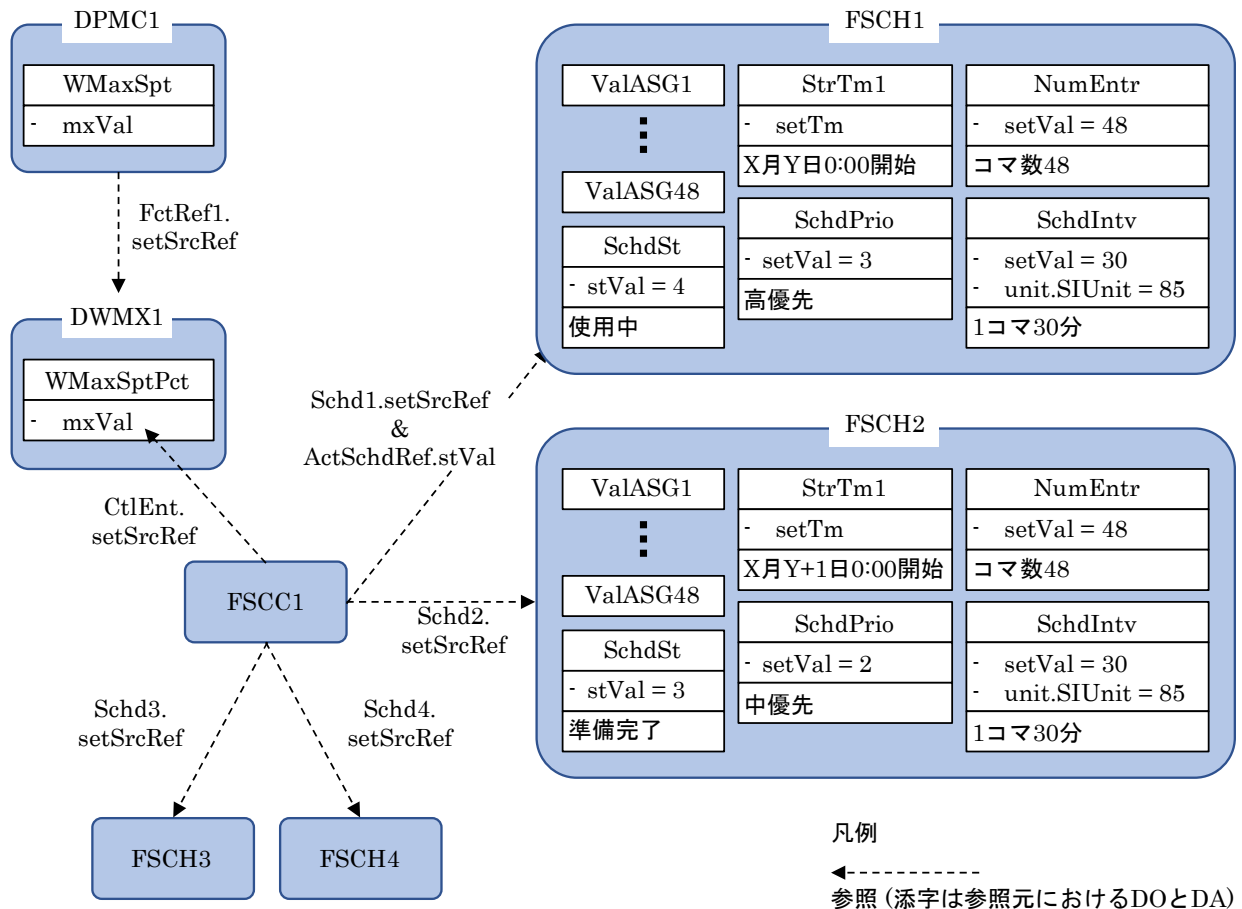 DPMC1
WMaxSpt
- mxVal
FctRef1.
setSrcRef
DWMX1
WMaxSptPct
- mxVal
CtlEnt.
setSrcRef
FSCC1
Schd1.setSrcRef
&
ActSchdRef.stVal
Schd2.
setSrcRef
Schd3.
setSrcRef
Schd4.
setSrcRef
FSCH3
FSCH4
FSCH1
ValASG1
ValASG48
SchdSt
- stVal = 4
使用中
StrTm1
- setTm
X月Y日0:00開始
SchdPrio
- setVal = 3
高優先
NumEntr
- setVal = 48
コマ数48
SchdIntv
- setVal = 30
- unit.SIUnit = 85
1コマ30分
FSCH2
ValASG1
ValASG48
SchdSt
- stVal = 3
準備完了
StrTm1
- setTm
X月Y+1日0:00開始
SchdPrio
- setVal = 2
中優先
NumEntr
- setVal = 48
コマ数48
SchdIntv
- setVal = 30
- unit.SIUnit = 85
1コマ30分
凡例
参照 (添字は参照元におけるDOとDA)